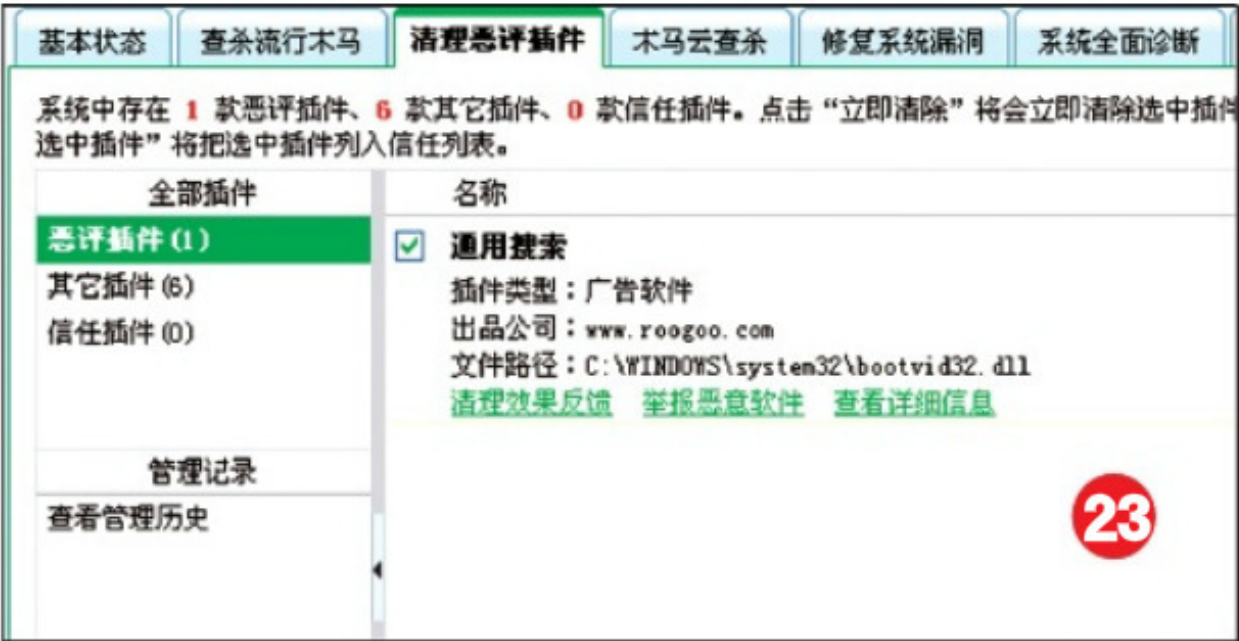 基本状态 查杀流行木马 清理恶评插件 木马云查杀 修复系统漏洞 系统全面诊断
系统中存在 1 款恶评插件、6 款其它插件、0 款信任插件。点击“立即清除”将会立即清除选中插件
选中插件”将把选中插件列入信任列表。
全部插件 名称
恶评插件(1)
其它插件(6)
信任插件(0)
通用搜索
插件类型：广告软件
出品公司：www.roogoo.com
文件路径：C:\WINDOWS\system32\bootvid32.dll
清理效果反馈 举报恶意软件 查看详细信息
管理记录
查看管理历史
23